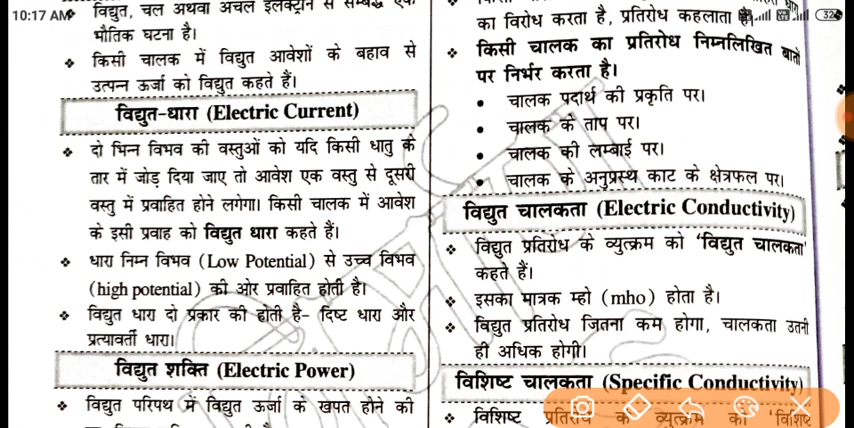 10:17 AM
32
विद्युत, चल अथवा अचल इलेक्ट्रॉन से सम्बद्ध एक
भौतिक घटना है।
किसी चालक में विद्युत आवेशों के बहाव से
उत्पन्न ऊर्जा को विद्युत कहते हैं।
विद्युत-धारा (Electric Current)
दो भिन्न विभव की वस्तुओं को यदि किसी धातु के
तार में जोड़ दिया जाए तो आवेश एक वस्तु से दूसरी
वस्तु में प्रवाहित होने लगेगा। किसी चालक में आवेश
के इसी प्रवाह को विद्युत धारा कहते हैं।
धारा निम्न विभव (Low Potential) से उच्च विभव
(high potential) की ओर प्रवाहित होती है।
विद्युत धारा दो प्रकार की होती है- दिष्ट धारा और
प्रत्यावर्ती धारा।
विद्युत शक्ति (Electric Power)
विद्युत परिपथ में विद्युत ऊर्जा के खपत होने की
का विरोध करता है, प्रतिरोध कहलाता है।
किसी चालक का प्रतिरोध निम्नलिखित बातों
पर निर्भर करता है।
चालक पदार्थ की प्रकृति पर।
चालक के ताप पर।
चालक की लम्बाई पर।
चालक के अनुप्रस्थ काट के क्षेत्रफल पर।
विद्युत चालकता (Electric Conductivity)
विद्युत प्रतिरोध के व्युत्क्रम को 'विद्युत चालकता'
कहते हैं।
इसका मात्रक म्हो (mho) होता है।
विद्युत प्रतिरोध जितना कम होगा, चालकता उतनी
ही अधिक होगी।
विशिष्ट चालकता (Specific Conductivity)
विशिष्ट प्रतिरोध के व्युत्क्रम को 'विशिष्ट